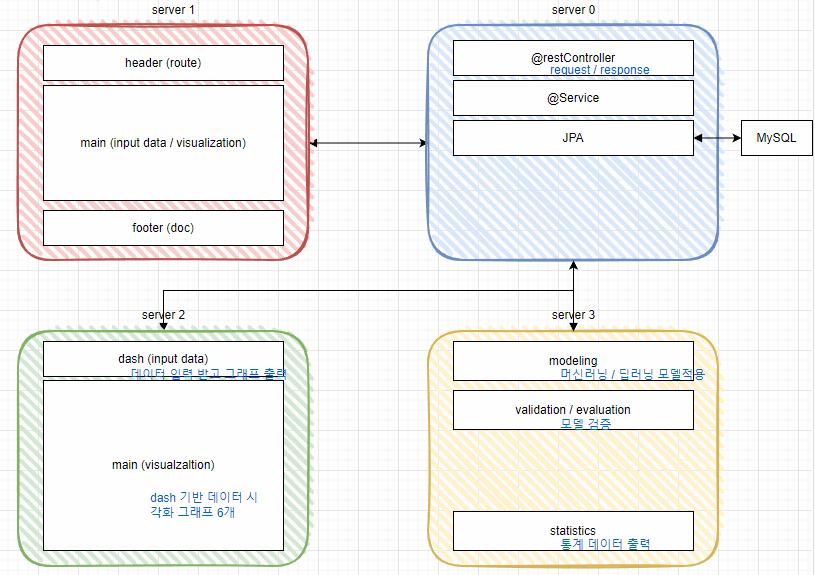 server 1
header (route)
main (input data / visualization)
footer (doc)
server 0
@restController
request / response
@Service
JPA
MySQL
server 2
dash (input data)
데이터 입력 받고 그래프 출력
main (visualzaltion)
dash 기반 데이터 시
각화 그래프 6개
server 3
modeling
머신러닝 / 딥러닝 모델적용
validation / evaluation
모델 검증
statistics
통계 데이터 출력